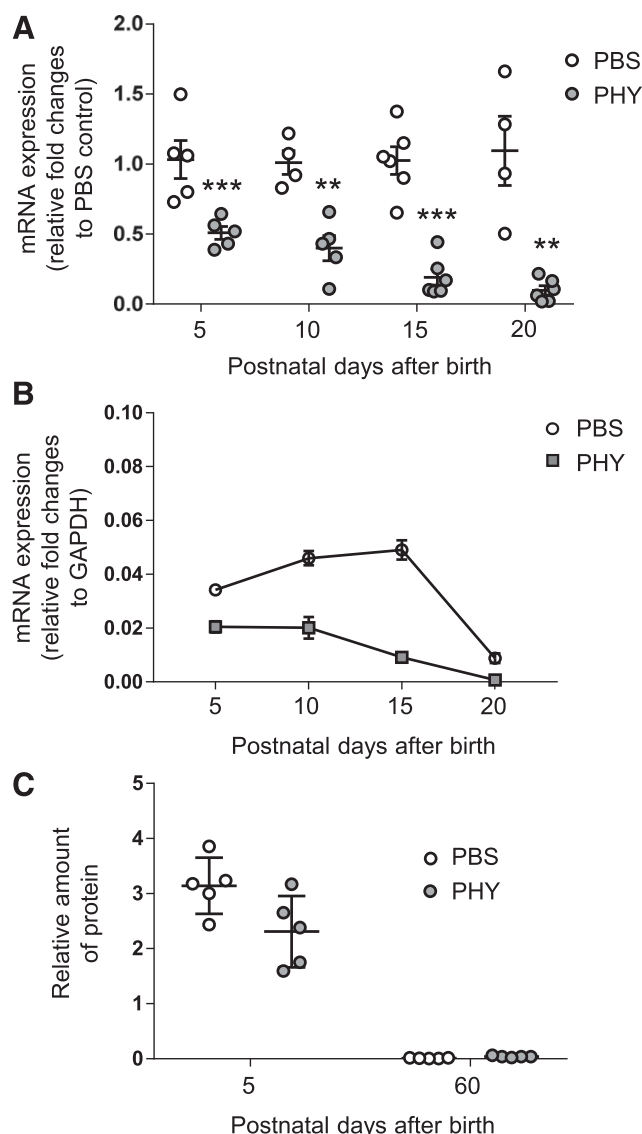 A
mRNA expression
(relative fold changes
to PBS control)
2.0
1.5
1.0
0.5
0.0
***
**
***
**
PBS
PHY
5 10 15 20
Postnatal days after birth
B
mRNA expression
(relative fold changes
to GAPDH)
0.10
0.08
0.06
0.04
0.02
0.00
PBS
PHY
5 10 15 20
Postnatal days after birth
C
Relative amount
of protein
5
4
3
2
1
0
PBS
PHY
5 60
Postnatal days after birth